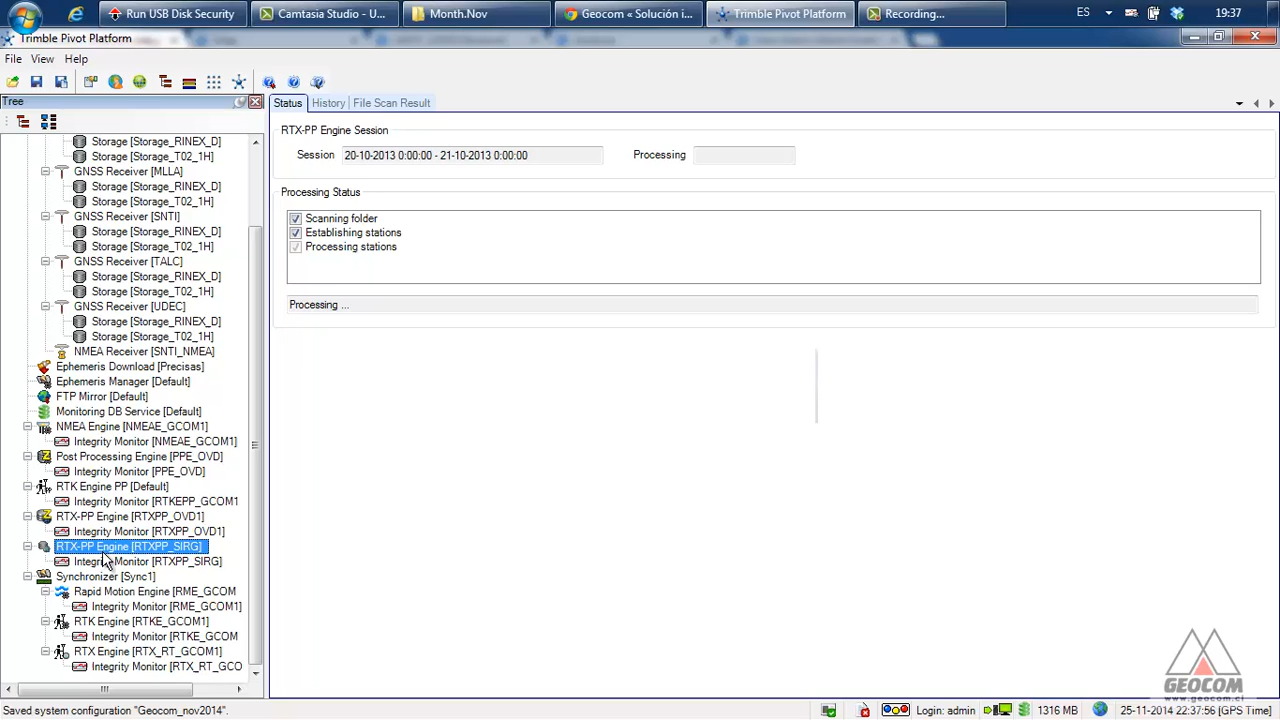 Run USB Disk Security
Camtasia Studio - U...
Month.Nov
Geocom « Solución i...
Trimble Pivot Platform
Recording...
ES
19:37
Trimble Pivot Platform
File View Help
Tree
Status History File Scan Result
Storage [Storage_RINEX_D]
Storage [Storage_T02_1H]
GNSS Receiver [MLLA]
Storage [Storage_RINEX_D]
Storage [Storage_T02_1H]
GNSS Receiver [SNTI]
Storage [Storage_RINEX_D]
Storage [Storage_T02_1H]
GNSS Receiver [TALC]
Storage [Storage_RINEX_D]
Storage [Storage_T02_1H]
GNSS Receiver [UDEC]
Storage [Storage_RINEX_D]
Storage [Storage_T02_1H]
NMEA Receiver [SNTI_NMEA]
Ephemeris Download [Precisas]
Ephemeris Manager [Default]
FTP Mirror [Default]
Monitoring DB Service [Default]
NMEA Engine [NMEAE_GCOM1]
Integrity Monitor [NMEAE_GCOM1]
Post Processing Engine [PPE_OVD]
Integrity Monitor [PPE_OVD]
RTK Engine PP [Default]
Integrity Monitor [RTKEPP_GCOM1
RTX-PP Engine [RTXPP_OVD1]
Integrity Monitor [RTXPP_OVD1]
RTX-PP Engine [RTXPP_SIRG]
Integrity Monitor [RTXPP_SIRG]
Synchronizer [Sync1]
Rapid Motion Engine [RME_GCOM
Integrity Monitor [RME_GCOM1]
RTK Engine [RTKE_GCOM1]
Integrity Monitor [RTKE_GCOM
RTX Engine [RTX_RT_GCOM1]
Integrity Monitor [RTX_RT_GCO
RTX-PP Engine Session
Session 20-10-2013 0:00:00 - 21-10-2013 0:00:00 Processing
Processing Status
Scanning folder
Establishing stations
Processing stations
Processing ...
GEOCOM
www.geocom.cl
Saved system configuration "Geocom_nov2014".
Login: admin
1316 MB
25-11-2014 22:37:56 [GPS Time]